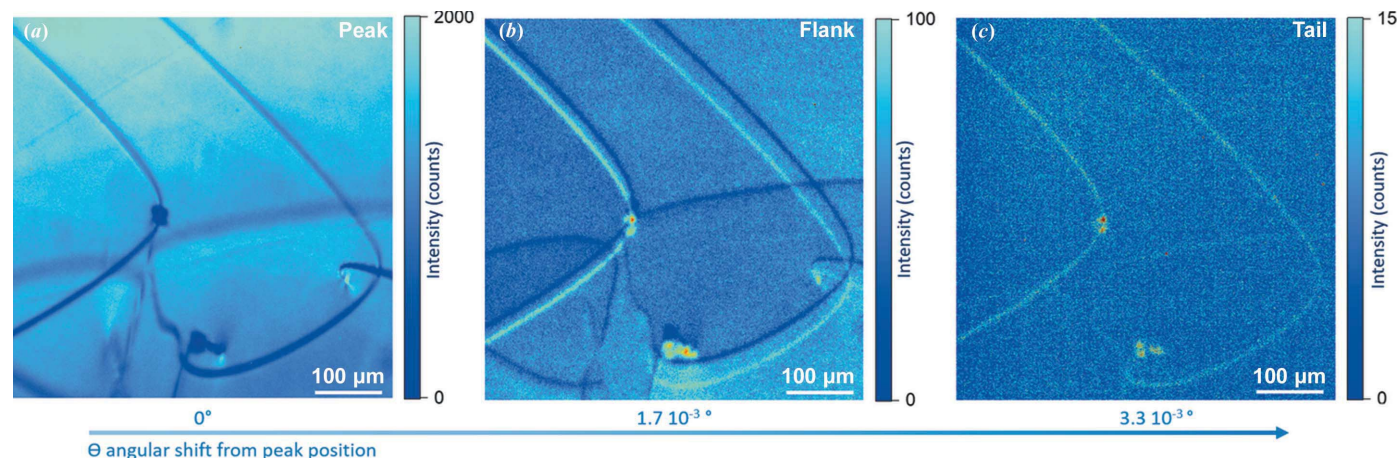 (a) Peak
2000
Intensity (counts)
0
100 µm
(b) Flank
100
Intensity (counts)
0
100 µm
(c) Tail
15
Intensity (counts)
0
100 µm
0°
1.7 10⁻³ °
3.3 10⁻³ °
Θ angular shift from peak position